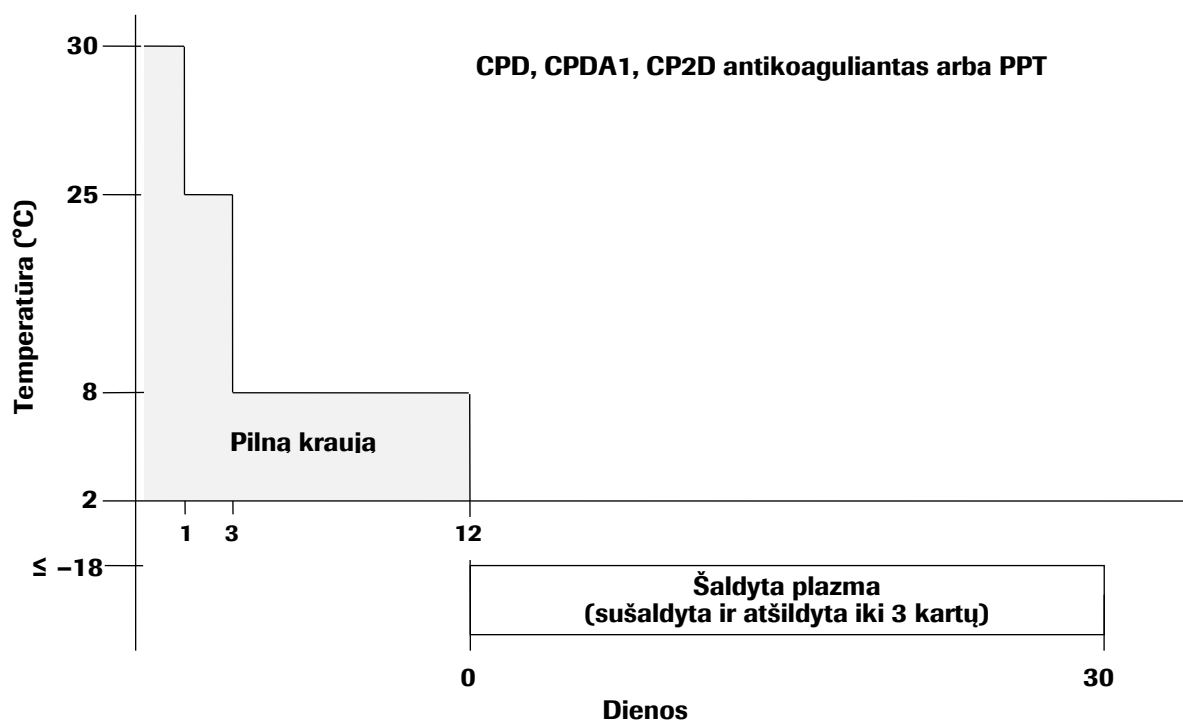 30
CPD, CPDA1, CP2D antikoaguliantas arba PPT
25
Temperatūra (°C)
8
Pilną kraują
2
1 3 12
≤ −18
Šaldyta plazma
(sušaldyta ir atšildyta iki 3 kartų)
0 30
Dienos